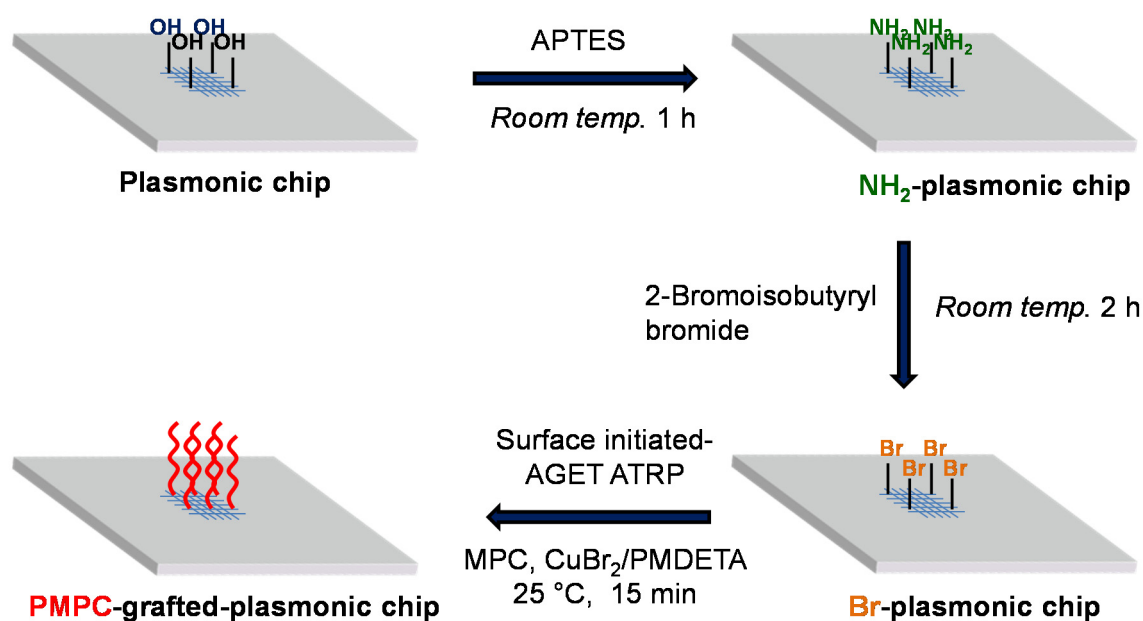 OH OH
OH OH
Plasmonic chip
APTES
Room temp. 1 h
NH₂ NH₂
NH₂ NH₂
NH₂-plasmonic chip
2-Bromoisobutyryl
bromide
Room temp. 2 h
Br Br
Br Br
Br-plasmonic chip
Surface initiated-
AGET ATRP
MPC, CuBr₂/PMDETA
25 °C, 15 min
PMPC-grafted-plasmonic chip